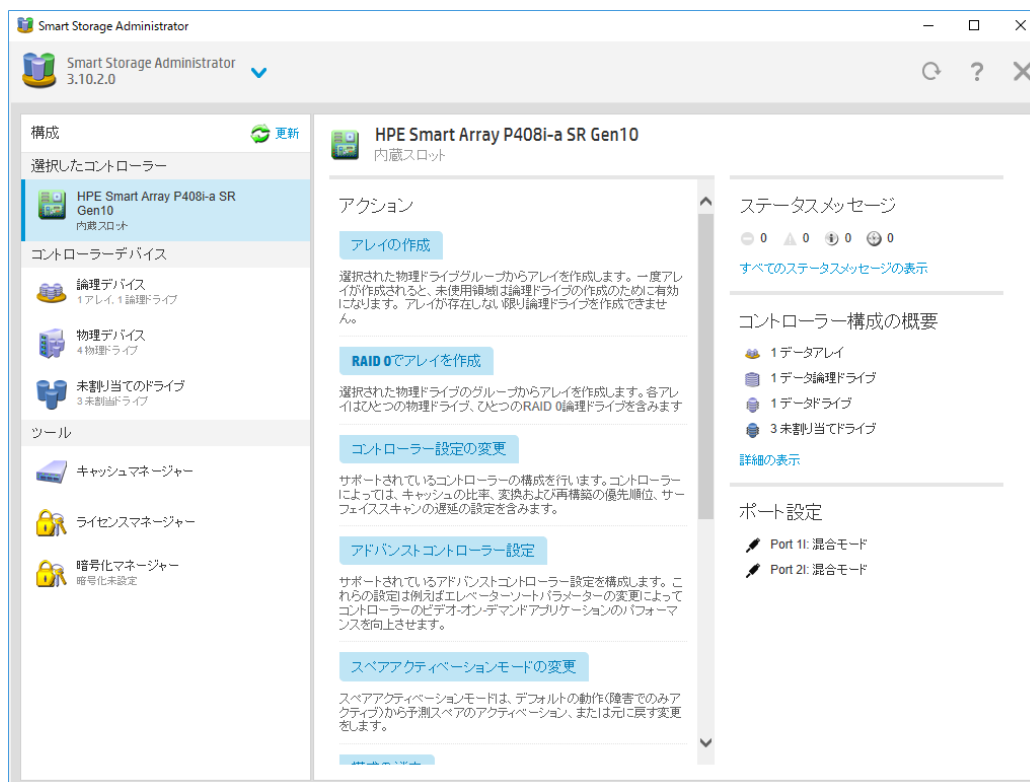 Smart Storage Administrator
Smart Storage Administrator
3.10.2.0
構成
更新
選択したコントローラー
HPE Smart Array P408i-a SR
Gen10
内蔵スロット
コントローラーデバイス
論理デバイス
1 アレイ, 1 論理ドライブ
物理デバイス
4 物理ドライブ
未割り当てのドライブ
3 未割当ドライブ
ツール
キャッシュマネージャー
ライセンスマネージャー
暗号化マネージャー
暗号化未設定
HPE Smart Array P408i-a SR Gen10
内蔵スロット
アクション
アレイの作成
選択された物理ドライブグループからアレイを作成します。一度アレ
イが作成されると、未使用領域は論理ドライブの作成のために有効
になります。 アレイが存在しない限り論理ドライブを作成できませ
ん。
RAID 0でアレイを作成
選択された物理ドライブのグループからアレイを作成します。各アレ
イはひとつの物理ドライブ、ひとつのRAID 0論理ドライブを含みます
コントローラー設定の変更
サポートされているコントローラーの構成を行います。コントローラー
によっては、キャッシュの比率、変換および再構築の優先順位、サー
フェイススキャンの遅延の設定を含みます。
アドバンストコントローラー設定
サポートされているアドバンストコントローラー設定を構成します。こ
れらの設定は例えばエレベーターソートパラメーターの変更によって
コントローラーのビデオ-オン-デマンドアプリケーションのパフォーマ
ンスを向上させます。
スペアアクティベーションモードの変更
スペアアクティベーションモードは、デフォルトの動作(障害でのみア
クティブ)から予測スペアのアクティベーション、または元に戻す変更
をします。
ステータスメッセージ
0 0 0 0
すべてのステータスメッセージの表示
コントローラー構成の概要
1 データアレイ
1 データ論理ドライブ
1 データドライブ
3 未割り当てドライブ
詳細の表示
ポート設定
Port 1I: 混合モード
Port 2I: 混合モード